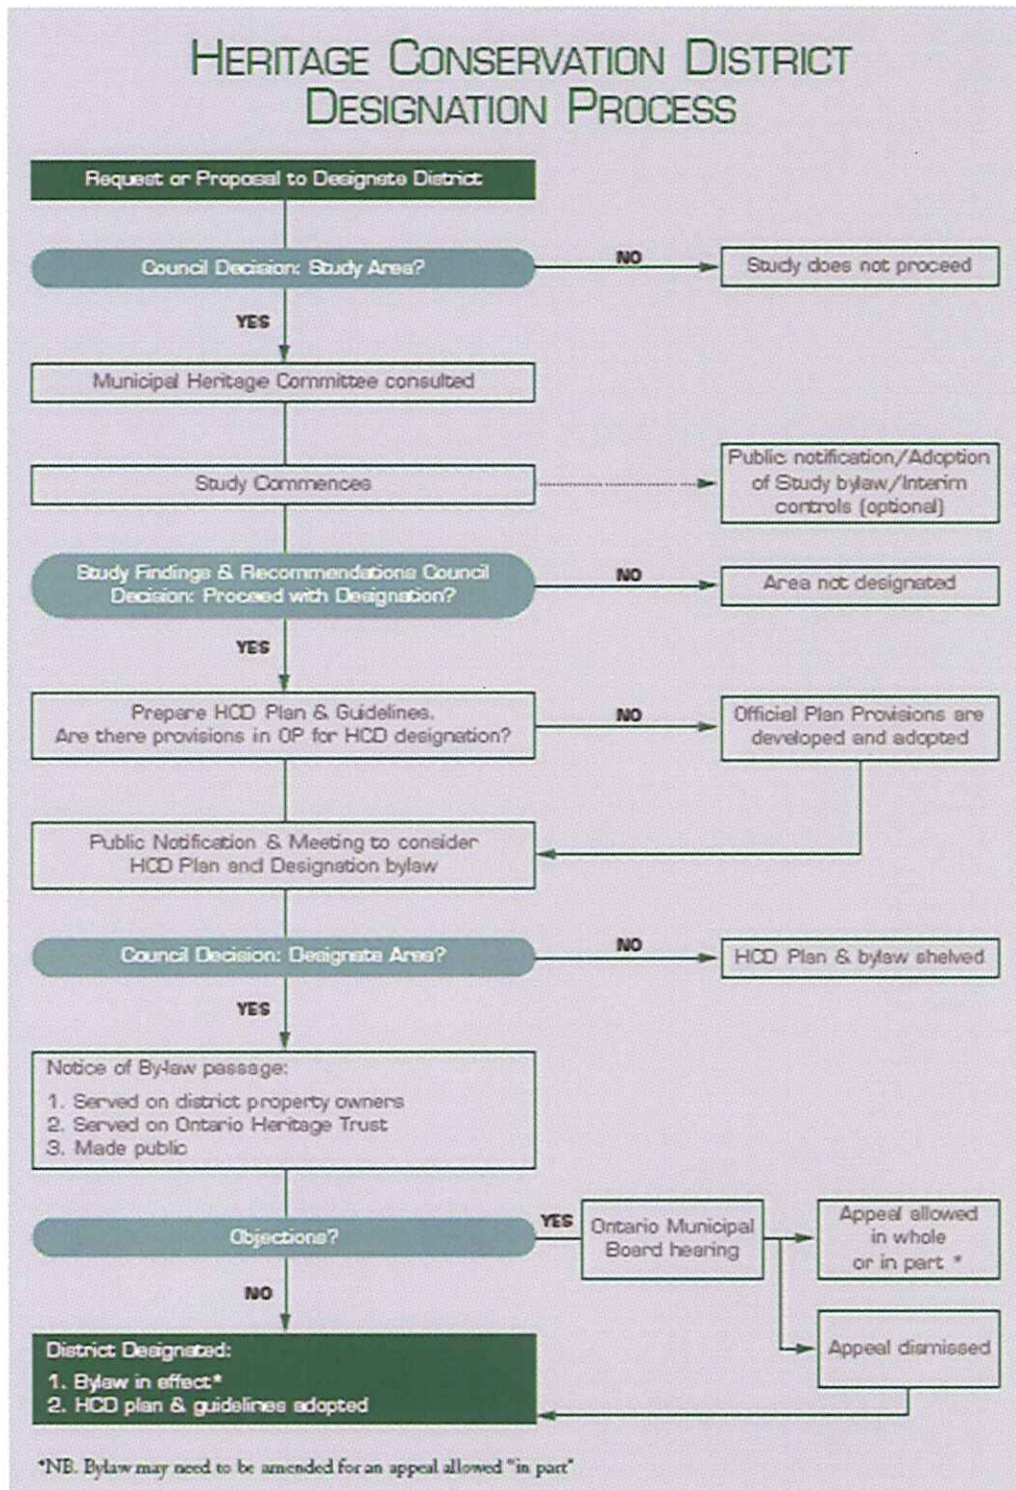 HERITAGE CONSERVATION DISTRICT
DESIGNATION PROCESS
Request or Proposal to Designate District
Council Decision: Study Area?
NO
Study does not proceed
YES
Municipal Heritage Committee consulted
Study Commences
Public notification/Adoption
of Study bylaw/Interim
controls (optional)
Study Findings & Recommendations Council
Decision: Proceed with Designation?
NO
Area not designated
YES
Prepare HCD Plan & Guidelines.
Are there provisions in OP for HCD designation?
NO
Official Plan Provisions are
developed and adopted
Public Notification & Meeting to consider
HCD Plan and Designation bylaw
Council Decision: Designate Area?
NO
HCD Plan & bylaw shelved
YES
Notice of By-law passage:
1. Served on district property owners
2. Served on Ontario Heritage Trust
3. Made public
Objections?
YES
Ontario Municipal
Board hearing
Appeal allowed
in whole
or in part *
NO
Appeal dismissed
District Designated:
1. Bylaw in effect*
2. HCD plan & guidelines adopted
*NB. Bylaw may need to be amended for an appeal allowed "in part"